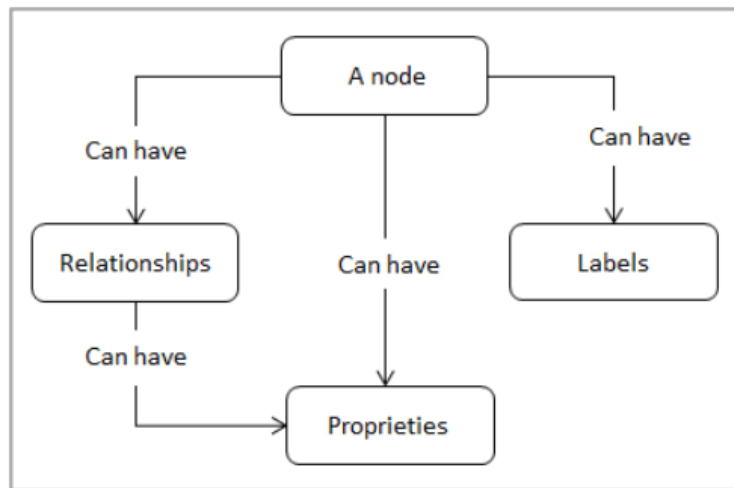 A node
Can have
Can have
Relationships
Can have
Labels
Can have
Proprieties